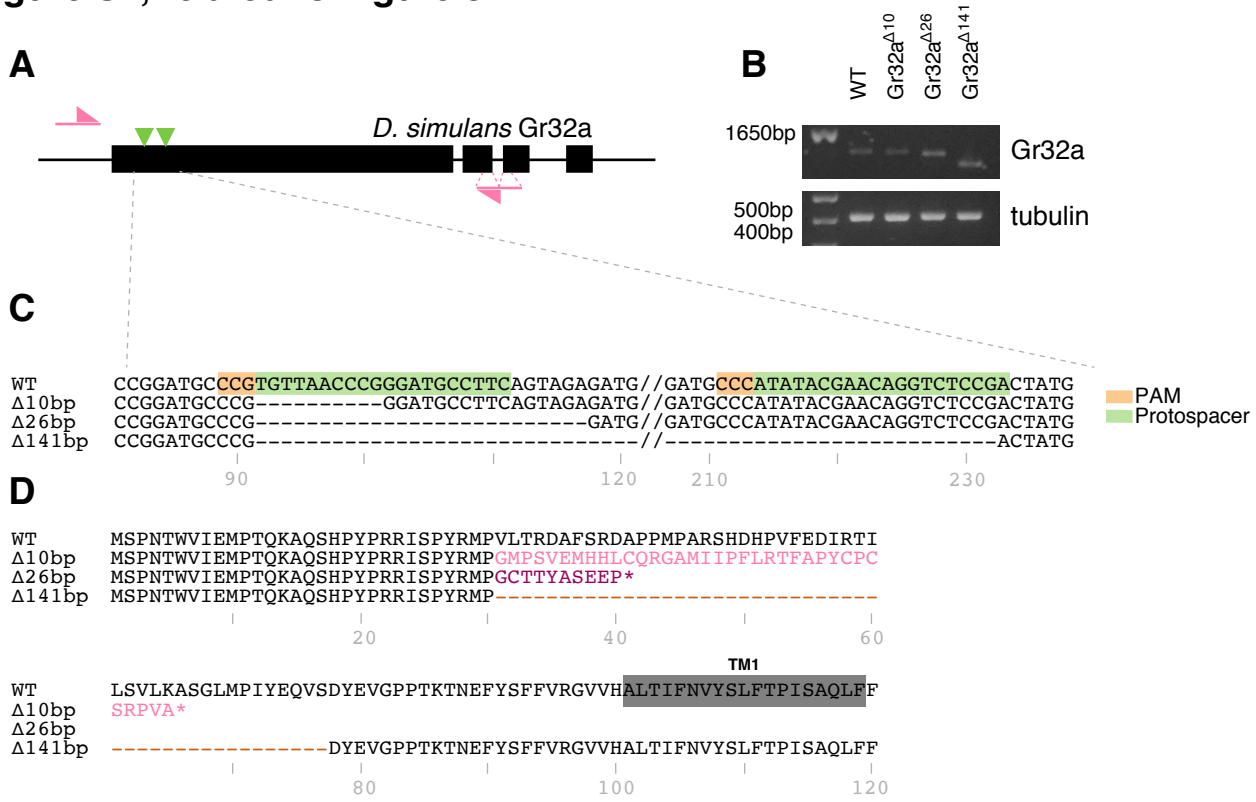 A
D. simulans Gr32a
B
WT
Gr32aΔ10
Gr32aΔ26
Gr32aΔ141
1650bp
Gr32a
500bp
400bp
tubulin
C
WT CCGGATGCCCGTGTTAACCCGGGATGCCTTCAGTAGAGATG//GATGCCCATATACGAACAGGTCTCCGACTATG
Δ10bp CCGGATGCCCG----------GGATGCCTTCAGTAGAGATG//GATGCCCATATACGAACAGGTCTCCGACTATG
Δ26bp CCGGATGCCCG--------------------------GATG//GATGCCCATATACGAACAGGTCTCCGACTATG
Δ141bp CCGGATGCCCG------------------------------//--------------------------ACTATG
90 120 210 230
PAM
Protospacer
D
WT MSPNTWVIEMPTQKAQSHPYPRRISPYRMPVLTRDAFSRDAPPMPARSHDHPVFEDIRTI
Δ10bp MSPNTWVIEMPTQKAQSHPYPRRISPYRMPGMPSVEMHHLCQRGAMIIPFLRTFAPYCPC
Δ26bp MSPNTWVIEMPTQKAQSHPYPRRISPYRMPGCTTYASEEP*
Δ141bp MSPNTWVIEMPTQKAQSHPYPRRISPYRMP------------------------------
20 40 60
TM1
WT LSVLKASGLMPIYEQVSDYEVGPPTKTNEFYSFFVRGVVHALTIFNVYSLFTPISAQLFF
Δ10bp SRPVA*
Δ26bp
Δ141bp -----------------DYEVGPPTKTNEFYSFFVRGVVHALTIFNVYSLFTPISAQLFF
80 100 120